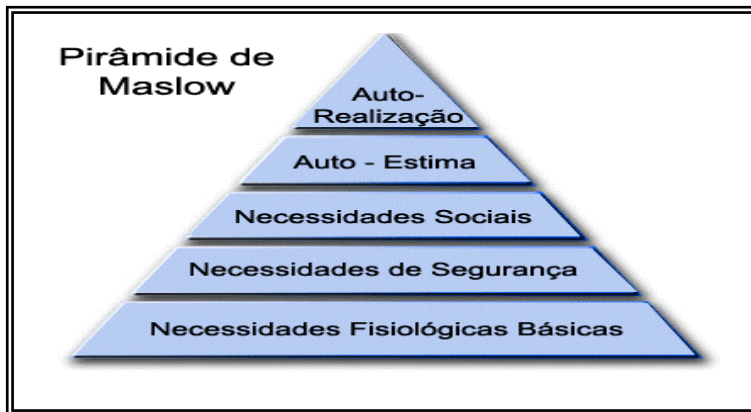 Pirâmide de
Maslow
Auto-
Realização
Auto - Estima
Necessidades Sociais
Necessidades de Segurança
Necessidades Fisiológicas Básicas